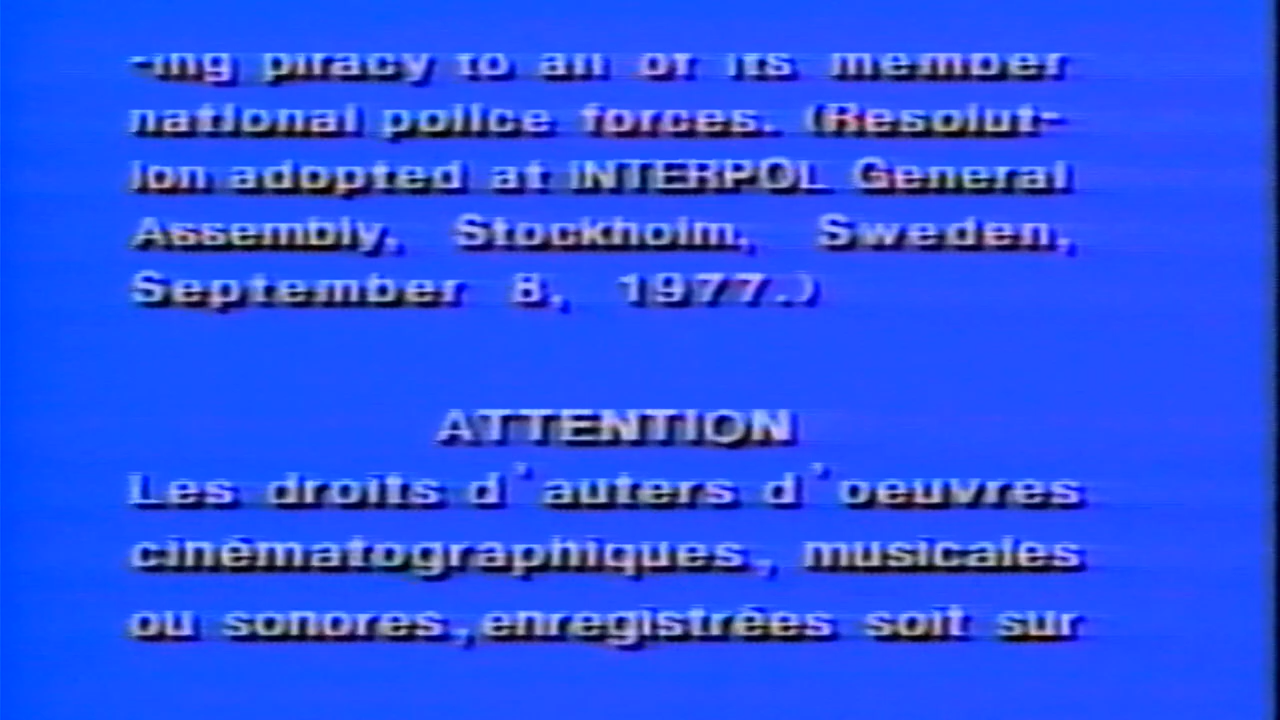 -ing piracy to all of its member
national police forces. (Resolut-
ion adopted at INTERPOL General
Assembly, Stockholm, Sweden,
September 8, 1977.)
ATTENTION
Les droits d'auters d'oeuvres
cinématographiques, musicales
ou sonores,enregistrées soit sur